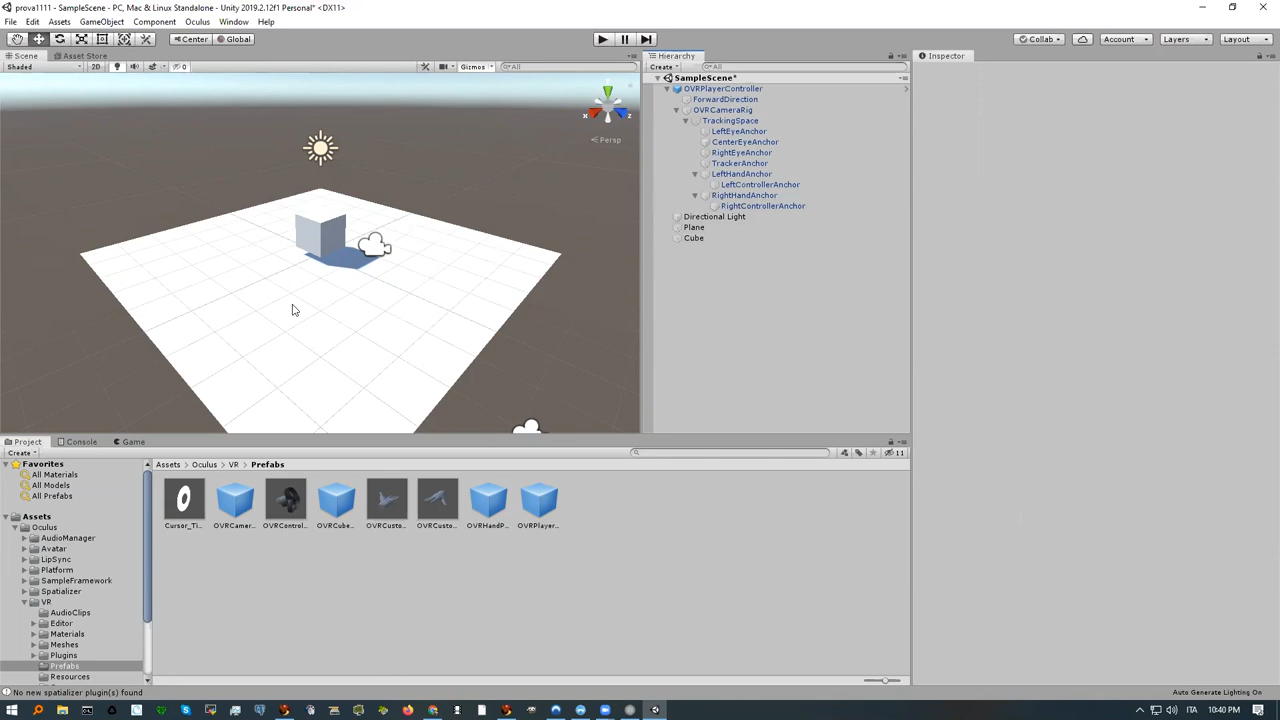 prova1111 - SampleScene - PC, Mac & Linux Standalone - Unity 2019.2.12f1 Personal* <DX11>
File Edit Assets GameObject Component Oculus Window Help
Center Global Collab Account Layers Layout
Scene Asset Store Hierarchy Inspector
Shaded 2D 0 Gizmos All Create All
SampleScene*
OVRPlayerController
ForwardDirection
OVRCameraRig
TrackingSpace
LeftEyeAnchor
CenterEyeAnchor
RightEyeAnchor
TrackerAnchor
LeftHandAnchor
LeftControllerAnchor
RightHandAnchor
RightControllerAnchor
Directional Light
Plane
Cube
x z
Persp
Project Console Game
Create 11
Favorites
All Materials
All Models
All Prefabs
Assets
Oculus
AudioManager
Avatar
LipSync
Platform
SampleFramework
Spatializer
VR
AudioClips
Editor
Materials
Meshes
Plugins
Prefabs
Resources
Assets Oculus VR Prefabs
Cursor_Ti... OVRCamer... OVRControl... OVRCube... OVRCusto... OVRCusto... OVRHandP... OVRPlayer...
No new spatializer plugin(s) found Auto Generate Lighting On
ITA 10:40 PM